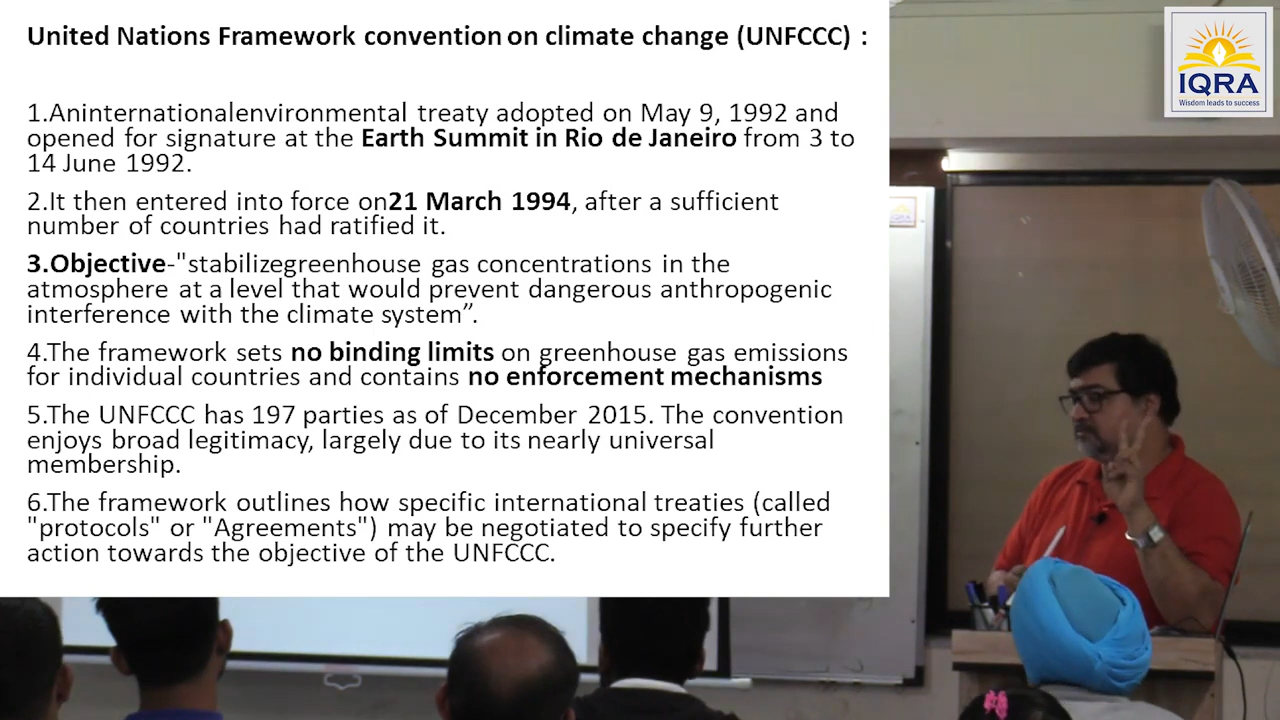 United Nations Framework convention on climate change (UNFCCC) :
1.Aninternationalenvironmental treaty adopted on May 9, 1992 and
opened for signature at the Earth Summit in Rio de Janeiro from 3 to
14 June 1992.
2.It then entered into force on21 March 1994, after a sufficient
number of countries had ratified it.
3.Objective-"stabilizegreenhouse gas concentrations in the
atmosphere at a level that would prevent dangerous anthropogenic
interference with the climate system”.
4.The framework sets no binding limits on greenhouse gas emissions
for individual countries and contains no enforcement mechanisms
5.The UNFCCC has 197 parties as of December 2015. The convention
enjoys broad legitimacy, largely due to its nearly universal
membership.
6.The framework outlines how specific international treaties (called
"protocols" or "Agreements") may be negotiated to specify further
action towards the objective of the UNFCCC.
IQRA
Wisdom leads to success